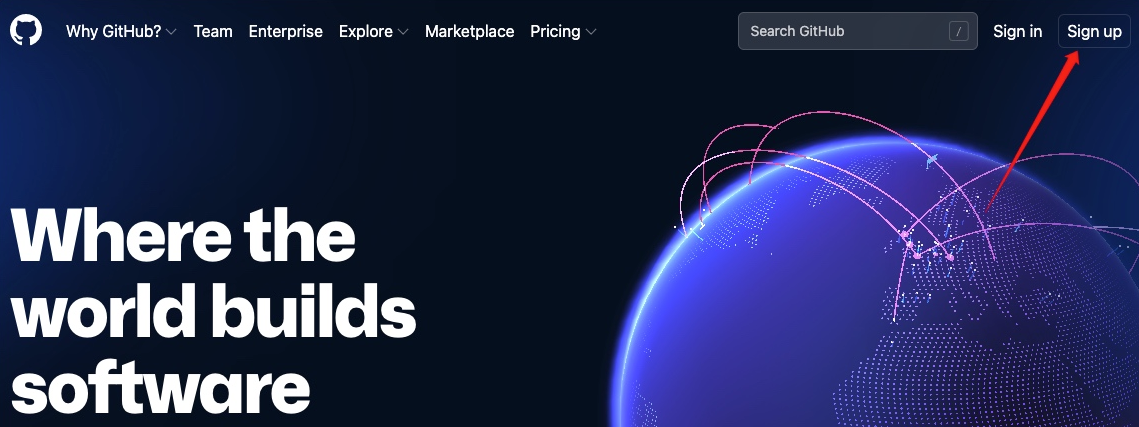 Why GitHub? Team Enterprise Explore Marketplace Pricing Search GitHub / Sign in Sign up
Where the
world builds
software